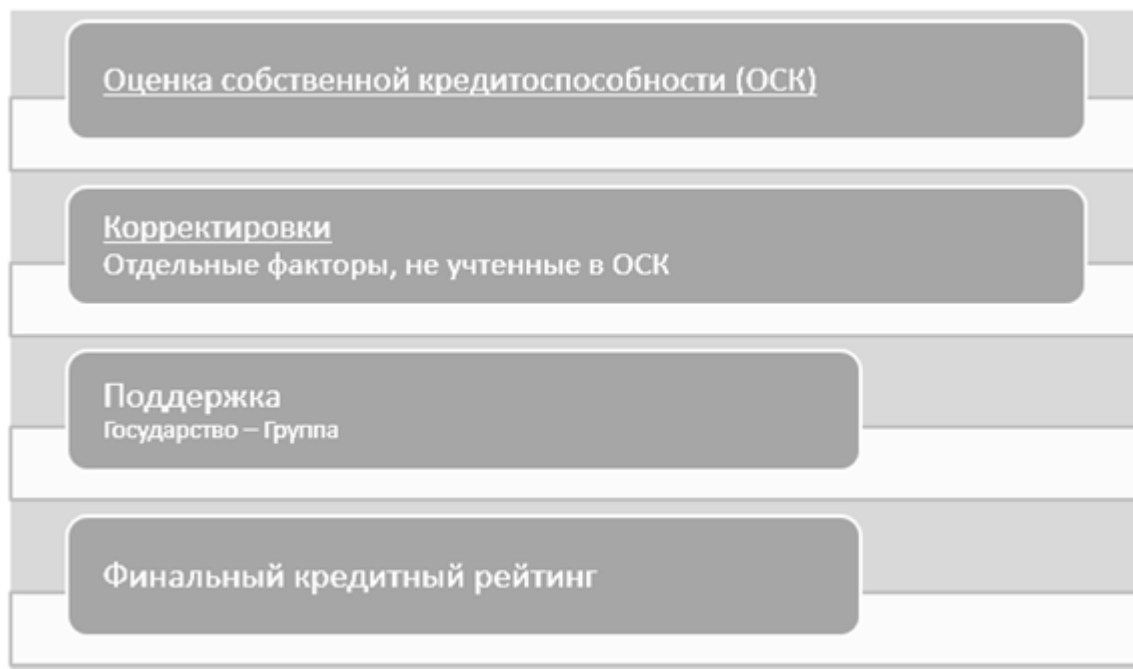 Оценка собственной кредитоспособности (ОСК)
Корректировки
Отдельные факторы, не учтенные в ОСК
Поддержка
Государство – Группа
Финальный кредитный рейтинг